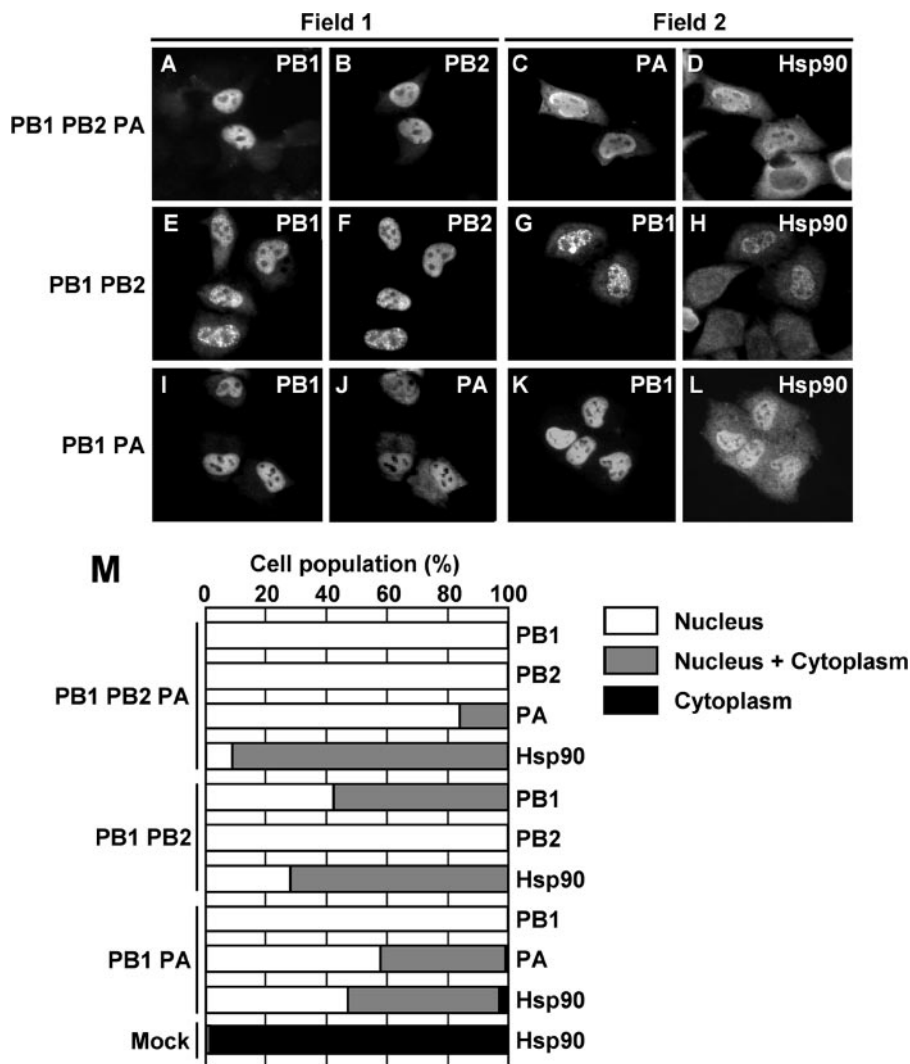 Field 1 Field 2
A PB1 B PB2 C PA D Hsp90
PB1 PB2 PA
E PB1 F PB2 G PB1 H Hsp90
PB1 PB2
I PB1 J PA K PB1 L Hsp90
PB1 PA
M Cell population (%)
0 20 40 60 80 100
PB1
PB2
PB1 PB2 PA
PA
Hsp90
PB1
PB1 PB2
PB2
Hsp90
PB1
PB1 PA
PA
Hsp90
Mock Hsp90
Nucleus
Nucleus + Cytoplasm
Cytoplasm